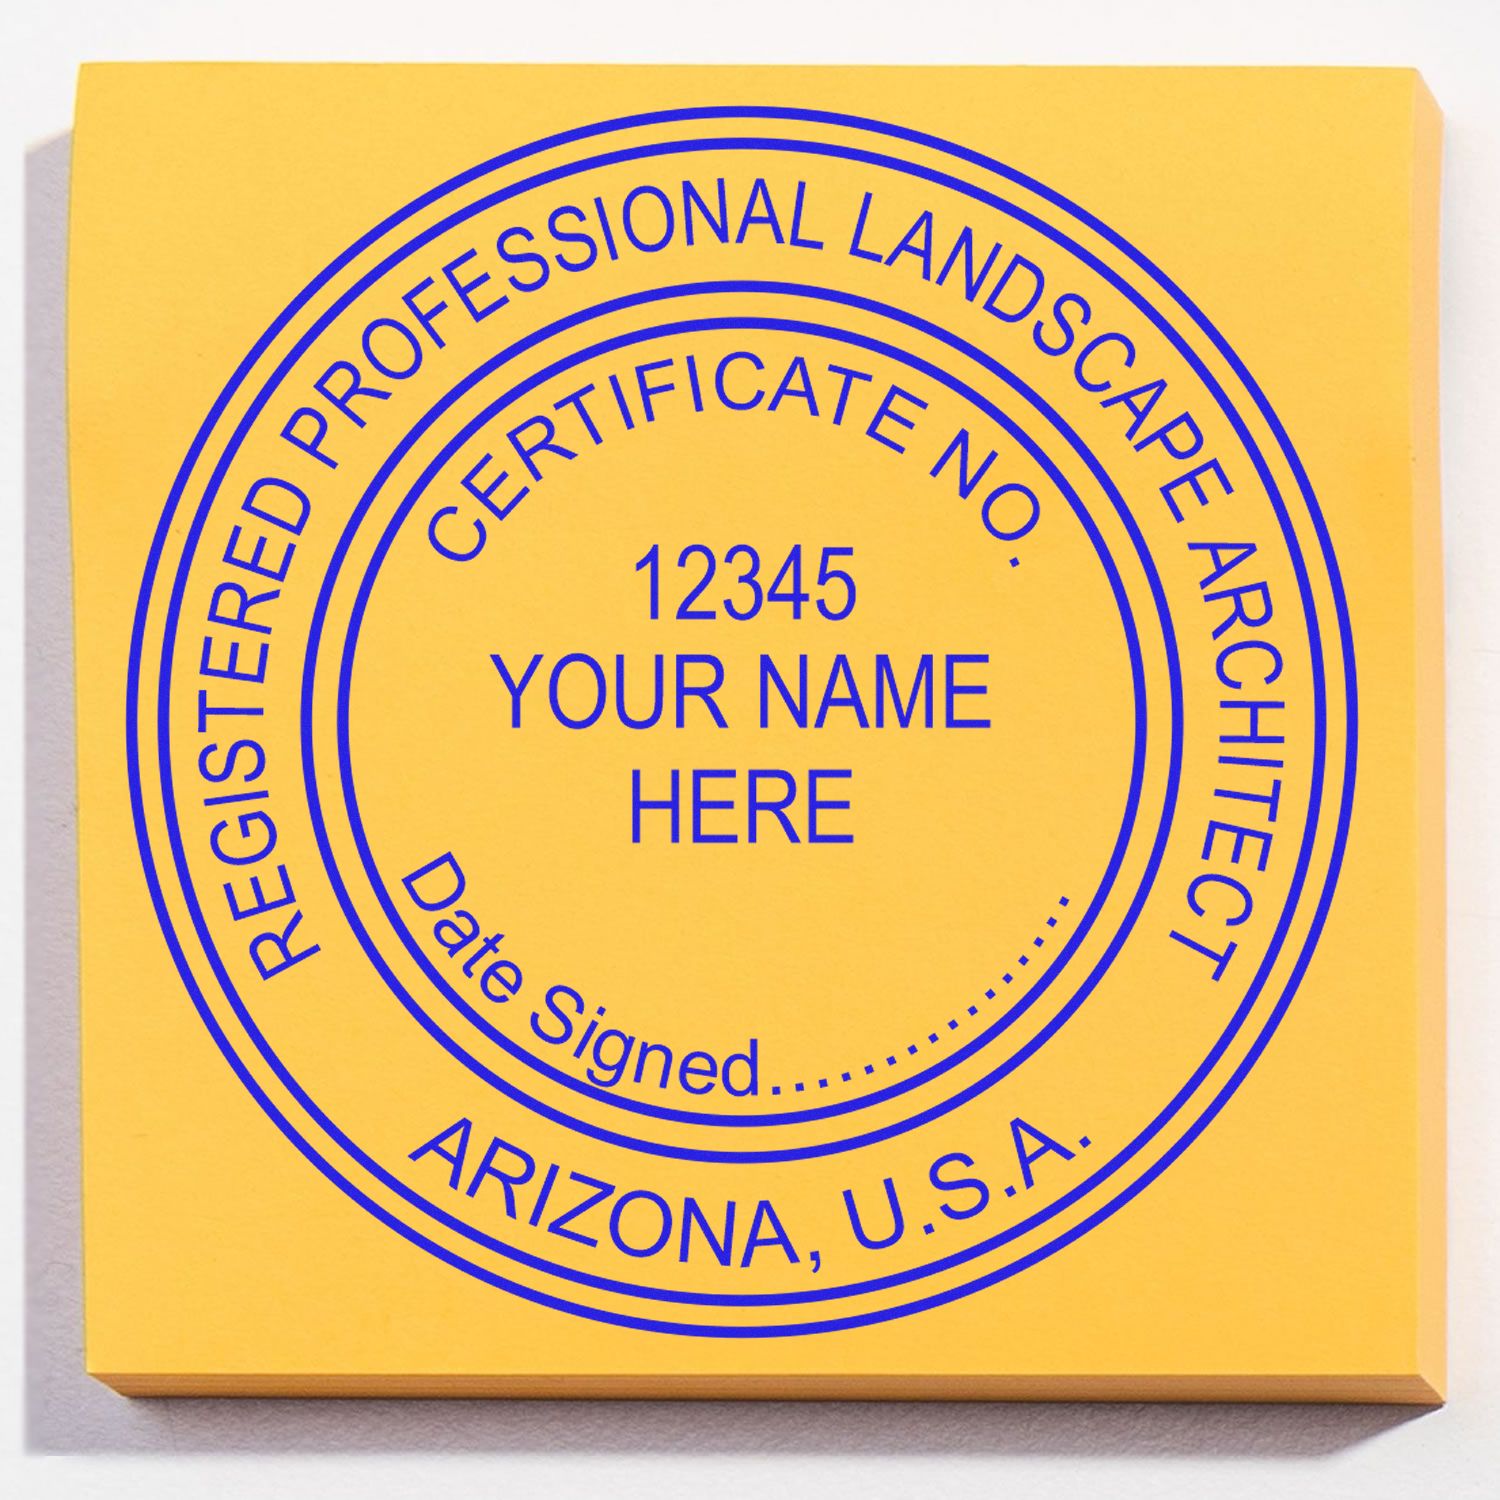 REGISTERED PROFESSIONAL LANDSCAPE ARCHITECT
CERTIFICATE NO.
12345
YOUR NAME
HERE
Date Signed...............
ARIZONA, U.S.A.